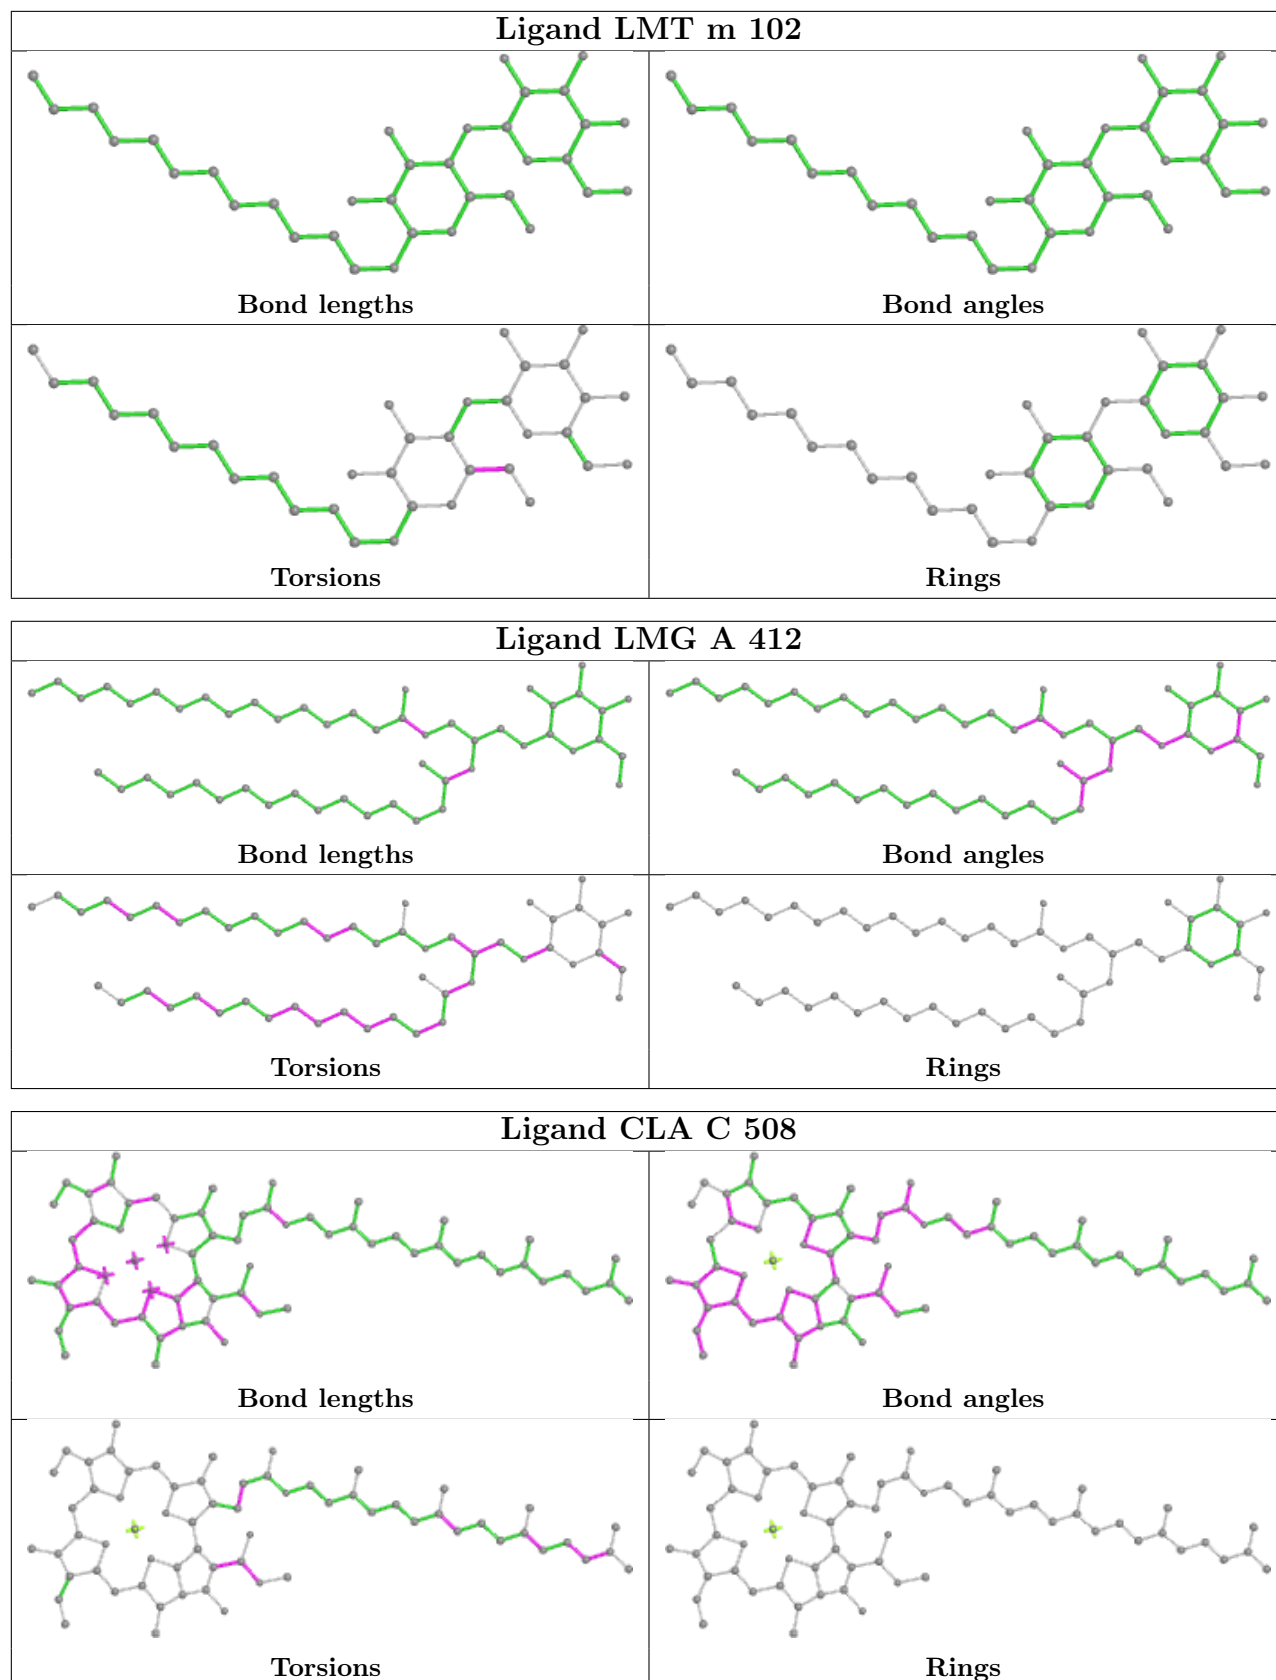 Ligand LMT m 102
Bond lengths
Bond angles
Torsions
Rings
Ligand LMG A 412
Bond lengths
Bond angles
Torsions
Rings
Ligand CLA C 508
Bond lengths
Bond angles
Torsions
Rings